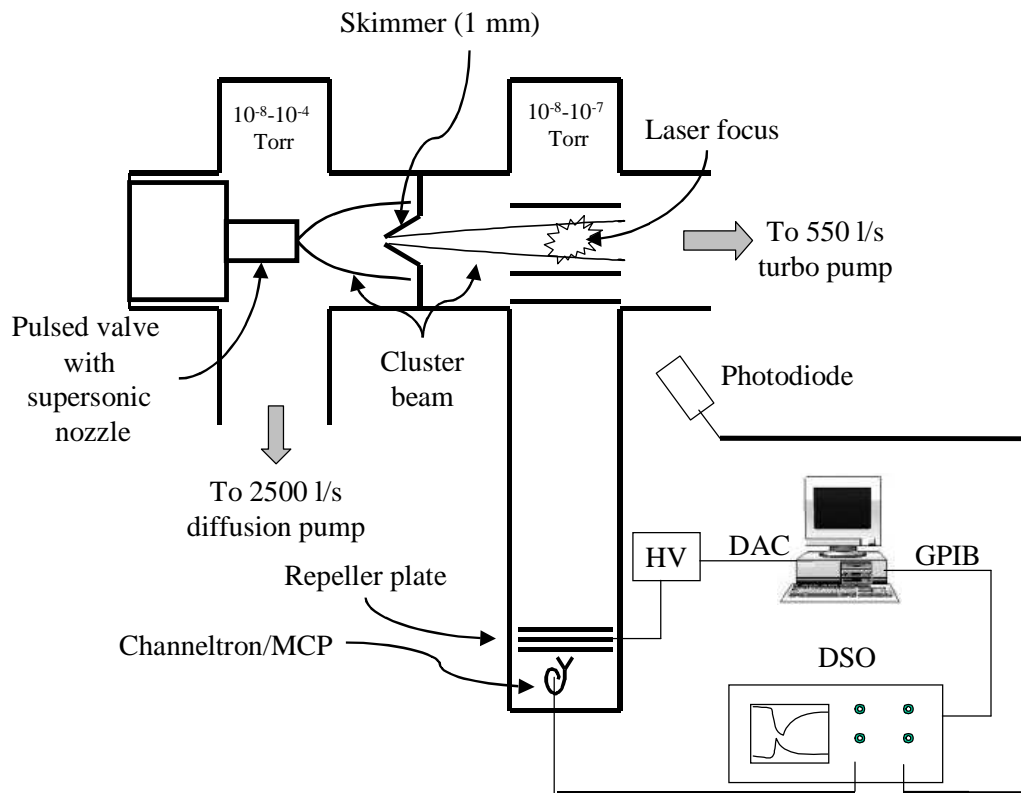 Skimmer (1 mm)
10⁻⁸-10⁻⁴
Torr
10⁻⁸-10⁻⁷
Torr
Laser focus
To 550 l/s
turbo pump
Pulsed valve
with
supersonic
nozzle
Cluster
beam
Photodiode
To 2500 l/s
diffusion pump
HV
DAC
GPIB
Repeller plate
Channeltron/MCP
DSO